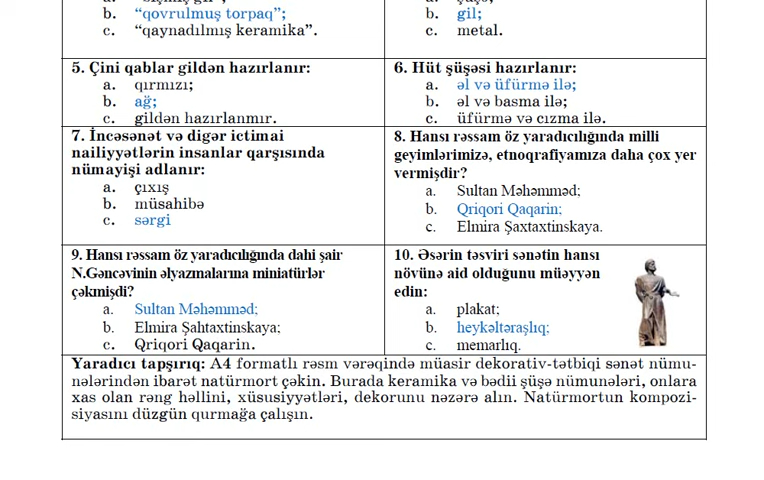 b. “qovrulmuş torpaq”;
c. “qaynadılmış keramika”.
b. gil;
c. metal.
5. Çini qablar gildən hazırlanır:
a. qırmızı;
b. ağ;
c. gildən hazırlanmır.
6. Hüt şüşəsi hazırlanır:
a. əl və üfürmə ilə;
b. əl və basma ilə;
c. üfürmə və cızma ilə.
7. İncəsənət və digər ictimai
nailiyyətlərin insanlar qarşısında
nümayişi adlanır:
a. çıxış
b. müsahibə
c. sərgi
8. Hansı rəssam öz yaradıcılığında milli
geyimlərimizə, etnoqrafiyamıza daha çox yer
vermişdir?
a. Sultan Məhəmməd;
b. Qriqori Qaqarin;
c. Elmira Şaxtaxtinskaya.
9. Hansı rəssam öz yaradıcılığında dahi şair
N.Gəncəvinin əlyazmalarına miniatürlər
çəkmişdi?
a. Sultan Məhəmməd;
b. Elmira Şahtaxtinskaya;
c. Qriqori Qaqarin.
10. Əsərin təsviri sənətin hansı
növünə aid olduğunu müəyyən
edin:
a. plakat;
b. heykəltəraşlıq;
c. memarlıq.
Yaradıcı tapşırıq: A4 formatlı rəsm vərəqində müasir dekorativ-tətbiqi sənət nümu-
nələrindən ibarət natürmort çəkin. Burada keramika və bədii şüşə nümunələri, onlara
xas olan rəng həllini, xüsusiyyətləri, dekorunu nəzərə alın. Natürmortun kompozi-
siyasını düzgün qurmağa çalışın.